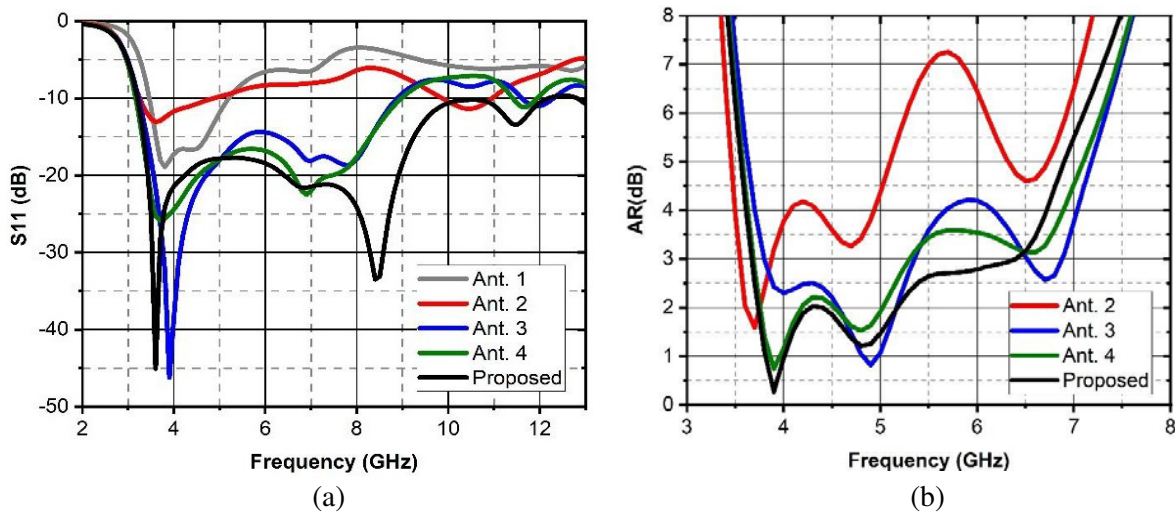 0
-10
-20
-30
-40
-50
S11 (dB)
2 4 6 8 10 12
Frequency (GHz)
Ant. 1
Ant. 2
Ant. 3
Ant. 4
Proposed
(a)
8
7
6
5
4
3
2
1
0
AR(dB)
3 4 5 6 7 8
Frequency (GHz)
Ant. 2
Ant. 3
Ant. 4
Proposed
(b)